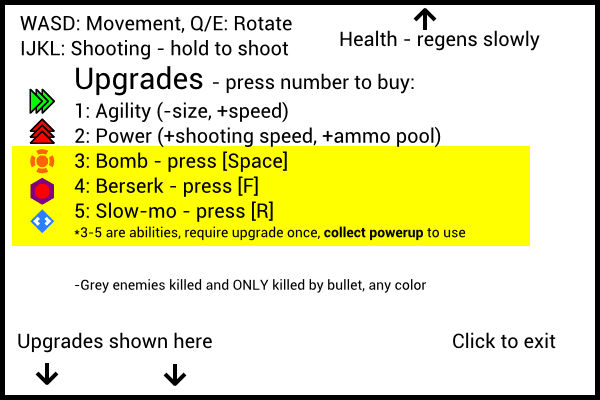 WASD: Movement, Q/E: Rotate
IJKL: Shooting - hold to shoot
Health - regens slowly
Upgrades - press number to buy:
1: Agility (-size, +speed)
2: Power (+shooting speed, +ammo pool)
3: Bomb - press [Space]
4: Berserk - press [F]
5: Slow-mo - press [R]
*3-5 are abilities, require upgrade once, collect powerup to use
-Grey enemies killed and ONLY killed by bullet, any color
Upgrades shown here
Click to exit